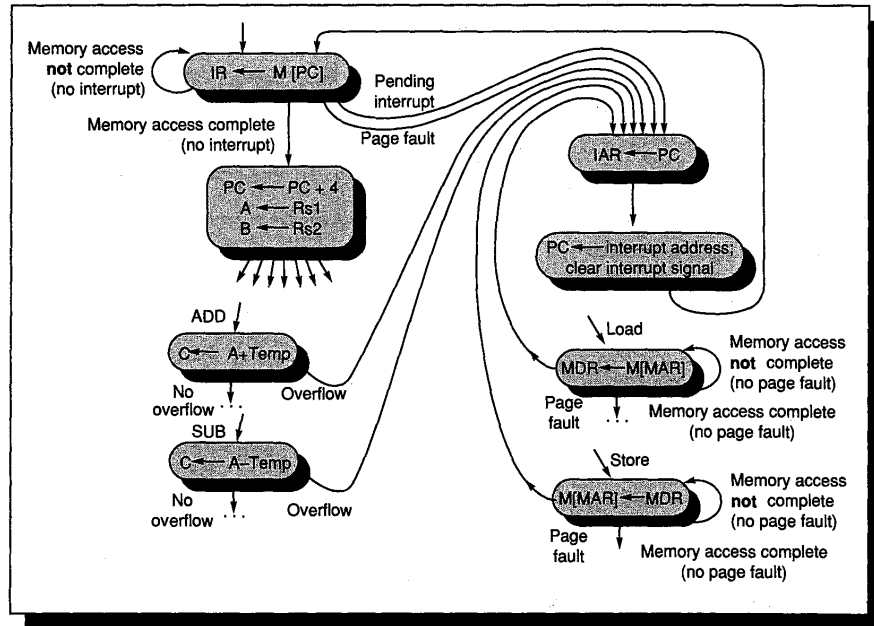 Memory access
not complete
(no interrupt)
IR ← M [PC]
Pending
interrupt
Page fault
Memory access complete
(no interrupt)
PC ← PC + 4
A ← Rs1
B ← Rs2
IAR ← PC
PC ← Interrupt address;
clear interrupt signal
ADD
C ← A+Temp
No
overflow ...
Overflow
SUB
C ← A–Temp
No
overflow ...
Overflow
Load
MDR ← M[MAR]
Memory access
not complete
(no page fault)
Page
fault
...
Memory access complete
(no page fault)
Store
M[MAR] ← MDR
Memory access
not complete
(no page fault)
Page
fault
Memory access complete
(no page fault)